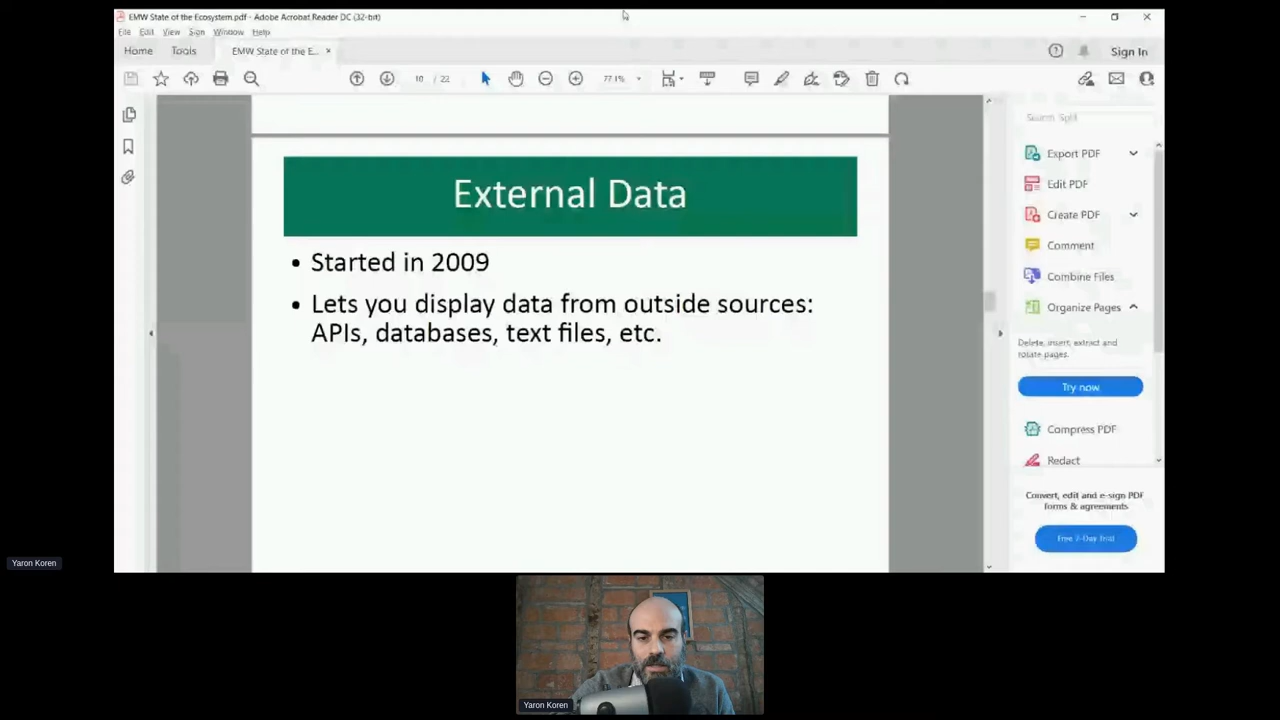 EMW State of the Ecosystem.pdf - Adobe Acrobat Reader DC (32-bit)
File Edit View Sign Window Help
Home Tools EMW State of the E... × Sign In
10 / 22 77.1%
External Data
• Started in 2009
• Lets you display data from outside sources:
APIs, databases, text files, etc.
Export PDF
Edit PDF
Create PDF
Comment
Combine Files
Organize Pages
Delete, insert, extract and
rotate pages.
Try now
Compress PDF
Redact
Convert, edit and e-sign PDF
forms & agreements
Free 7-Day Trial
Yaron Koren
Yaron Koren